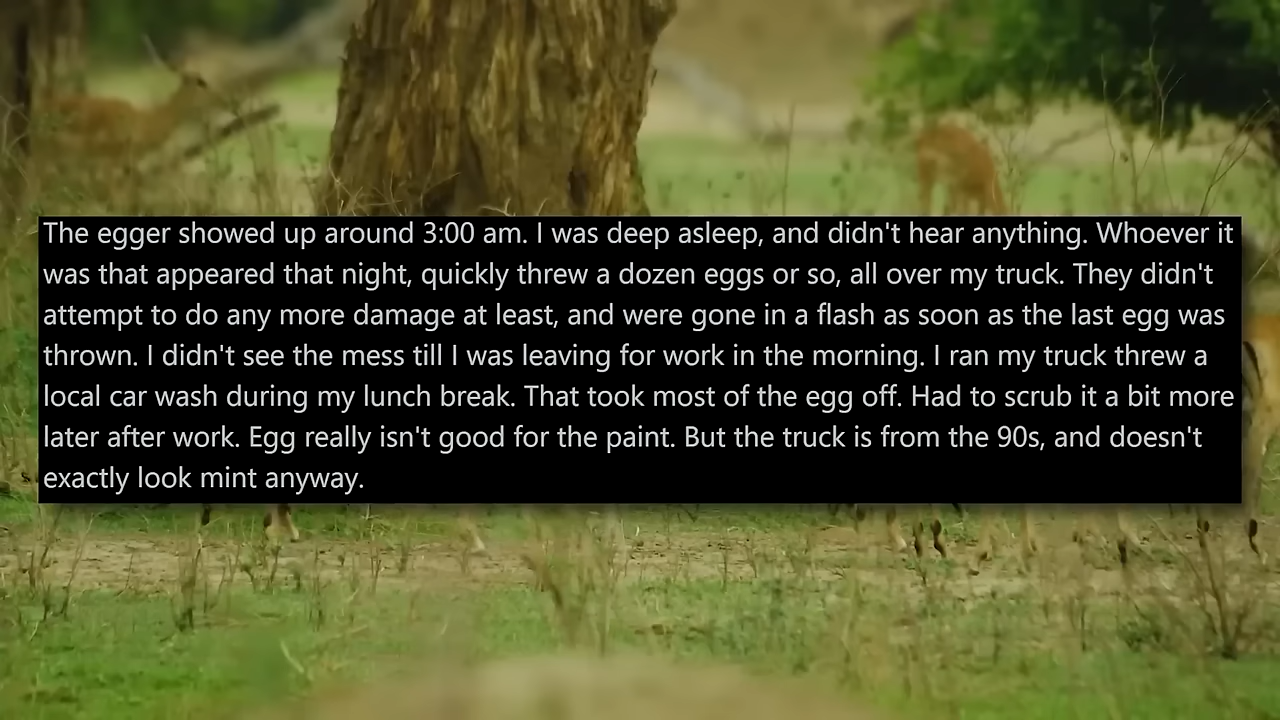 The egger showed up around 3:00 am. I was deep asleep, and didn't hear anything. Whoever it
was that appeared that night, quickly threw a dozen eggs or so, all over my truck. They didn't
attempt to do any more damage at least, and were gone in a flash as soon as the last egg was
thrown. I didn't see the mess till I was leaving for work in the morning. I ran my truck threw a
local car wash during my lunch break. That took most of the egg off. Had to scrub it a bit more
later after work. Egg really isn't good for the paint. But the truck is from the 90s, and doesn't
exactly look mint anyway.